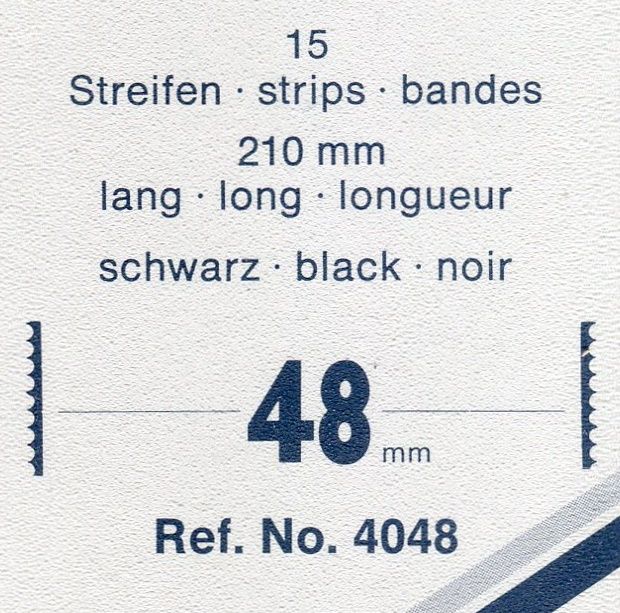 15
Streifen · strips · bandes
210 mm
lang · long · longueur
schwarz · black · noir
48 mm
Ref. No. 4048